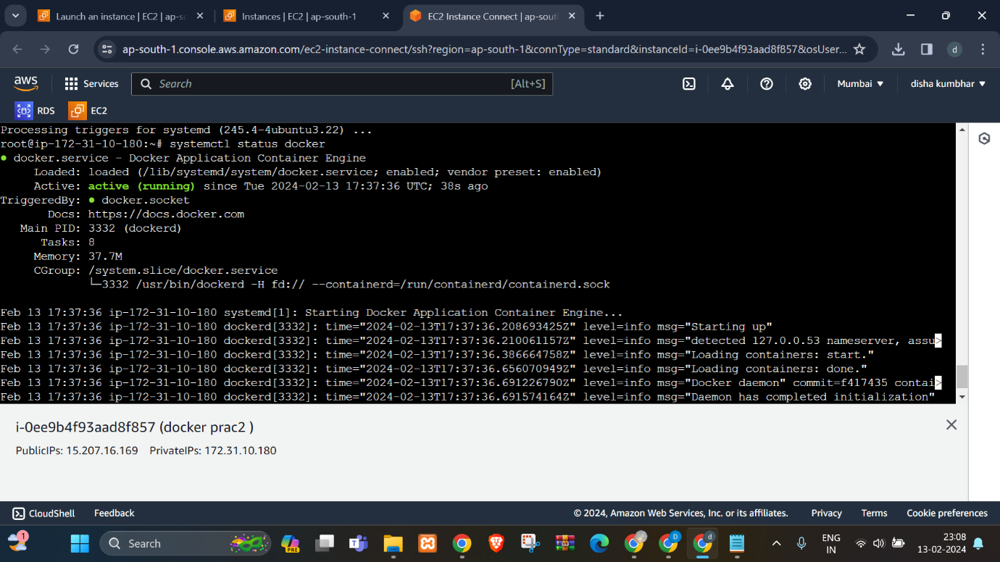 Launch an instance | EC2 | ap-s
Instances | EC2 | ap-south-1
EC2 Instance Connect | ap-sout
ap-south-1.console.aws.amazon.com/ec2-instance-connect/ssh?region=ap-south-1&connType=standard&instanceId=i-0ee9b4f93aad8f857&osUser...
d
aws
Services
Search
[Alt+S]
Mumbai
disha kumbhar
RDS
EC2
Processing triggers for systemd (245.4-4ubuntu3.22) ...
root@ip-172-31-10-180:~# systemctl status docker
● docker.service - Docker Application Container Engine
Loaded: loaded (/lib/systemd/system/docker.service; enabled; vendor preset: enabled)
Active: active (running) since Tue 2024-02-13 17:37:36 UTC; 38s ago
TriggeredBy: ● docker.socket
Docs: https://docs.docker.com
Main PID: 3332 (dockerd)
Tasks: 8
Memory: 37.7M
CGroup: /system.slice/docker.service
└─3332 /usr/bin/dockerd -H fd:// --containerd=/run/containerd/containerd.sock
Feb 13 17:37:36 ip-172-31-10-180 systemd[1]: Starting Docker Application Container Engine...
Feb 13 17:37:36 ip-172-31-10-180 dockerd[3332]: time="2024-02-13T17:37:36.208693425Z" level=info msg="Starting up"
Feb 13 17:37:36 ip-172-31-10-180 dockerd[3332]: time="2024-02-13T17:37:36.210061157Z" level=info msg="detected 127.0.0.53 nameserver, assu>
Feb 13 17:37:36 ip-172-31-10-180 dockerd[3332]: time="2024-02-13T17:37:36.386664758Z" level=info msg="Loading containers: start."
Feb 13 17:37:36 ip-172-31-10-180 dockerd[3332]: time="2024-02-13T17:37:36.656070949Z" level=info msg="Loading containers: done."
Feb 13 17:37:36 ip-172-31-10-180 dockerd[3332]: time="2024-02-13T17:37:36.691226790Z" level=info msg="Docker daemon" commit=f417435 contai>
Feb 13 17:37:36 ip-172-31-10-180 dockerd[3332]: time="2024-02-13T17:37:36.691574164Z" level=info msg="Daemon has completed initialization"
i-0ee9b4f93aad8f857 (docker prac2 )
PublicIPs: 15.207.16.169 PrivateIPs: 172.31.10.180
CloudShell
Feedback
© 2024, Amazon Web Services, Inc. or its affiliates.
Privacy
Terms
Cookie preferences
1
Search
PRE
D
d
ENG
IN
23:08
13-02-2024